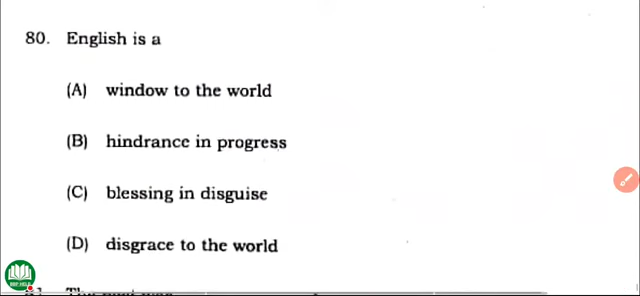 80. English is a
(A) window to the world
(B) hindrance in progress
(C) blessing in disguise
(D) disgrace to the world